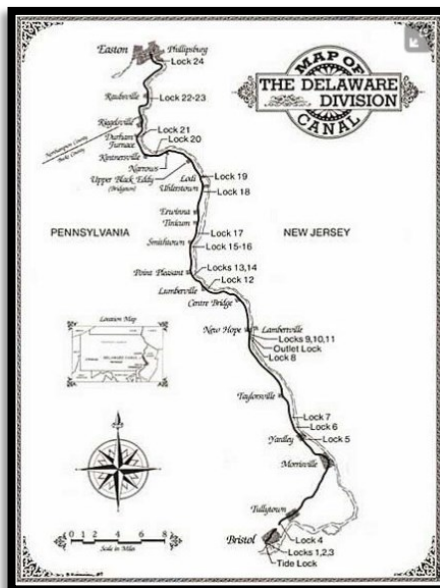 MAP OF
THE DELAWARE
DIVISION
CANAL
Easton
Phillipsburg
Lock 24
Raubsville
Lock 22-23
Riegelsville
Lock 21
Durham
Furnace
Lock 20
Northampton County
Bucks County
Kintnersville
Narrows
Lodi
Lock 19
Upper Black Eddy
(Bridgeton)
Uhlerstown
Lock 18
Erwinna
Tinicum
PENNSYLVANIA
NEW JERSEY
Lock 17
Smithtown
Lock 15-16
Point Pleasant
Locks 13,14
Lock 12
Lumberville
Centre Bridge
Location Map
New Hope
Lambertville
Locks 9,10,11
Outlet Lock
Lock 8
Taylorsville
Lock 7
Lock 6
Yardley
Lock 5
Morrisville
Tullytown
Bristol
Lock 4
Locks 1,2,3
Tide Lock
0 1 2 4 6 8
Scale in Miles